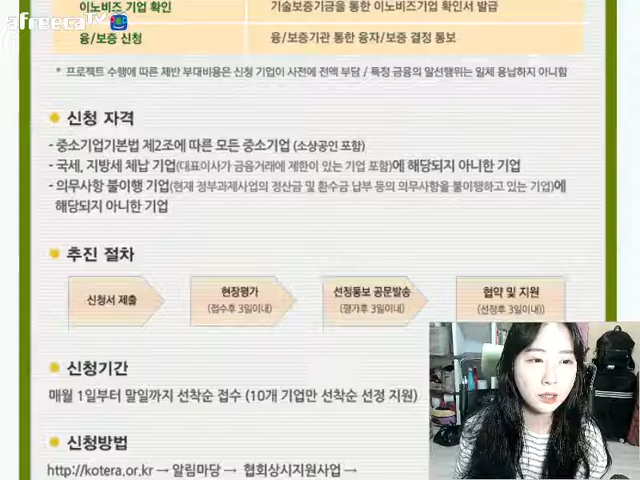 이노비즈 기업 확인
기술보증기금을 통한 이노비즈기업 확인서 발급
afreecaTV
융/보증 신청
융/보증기관 통한 융자/보증 결정 통보
* 프로젝트 수행에 따른 제반 부대비용은 신청 기업이 사전에 전액 부담 / 특정 금융의 알선행위는 일체 용납하지 아니함
신청 자격
- 중소기업기본법 제2조에 따른 모든 중소기업 (소상공인 포함)
- 국세, 지방세 체납 기업(대표이사가 금융거래에 제한이 있는 기업 포함)에 해당되지 아니한 기업
- 의무사항 불이행 기업(현재 정부과제사업의 정산금 및 환수금 납부 등의 의무사항을 불이행하고 있는 기업)에
해당되지 아니한 기업
추진 절차
신청서 제출
현장평가
(접수후 3일이내)
선정통보 공문발송
(평가후 3일이내)
협약 및 지원
(선정후 3일이내)
신청기간
매월 1일부터 말일까지 선착순 접수 (10개 기업만 선착순 선정 지원)
신청방법
http://kotera.or.kr → 알림마당 → 협회상시지원사업 →